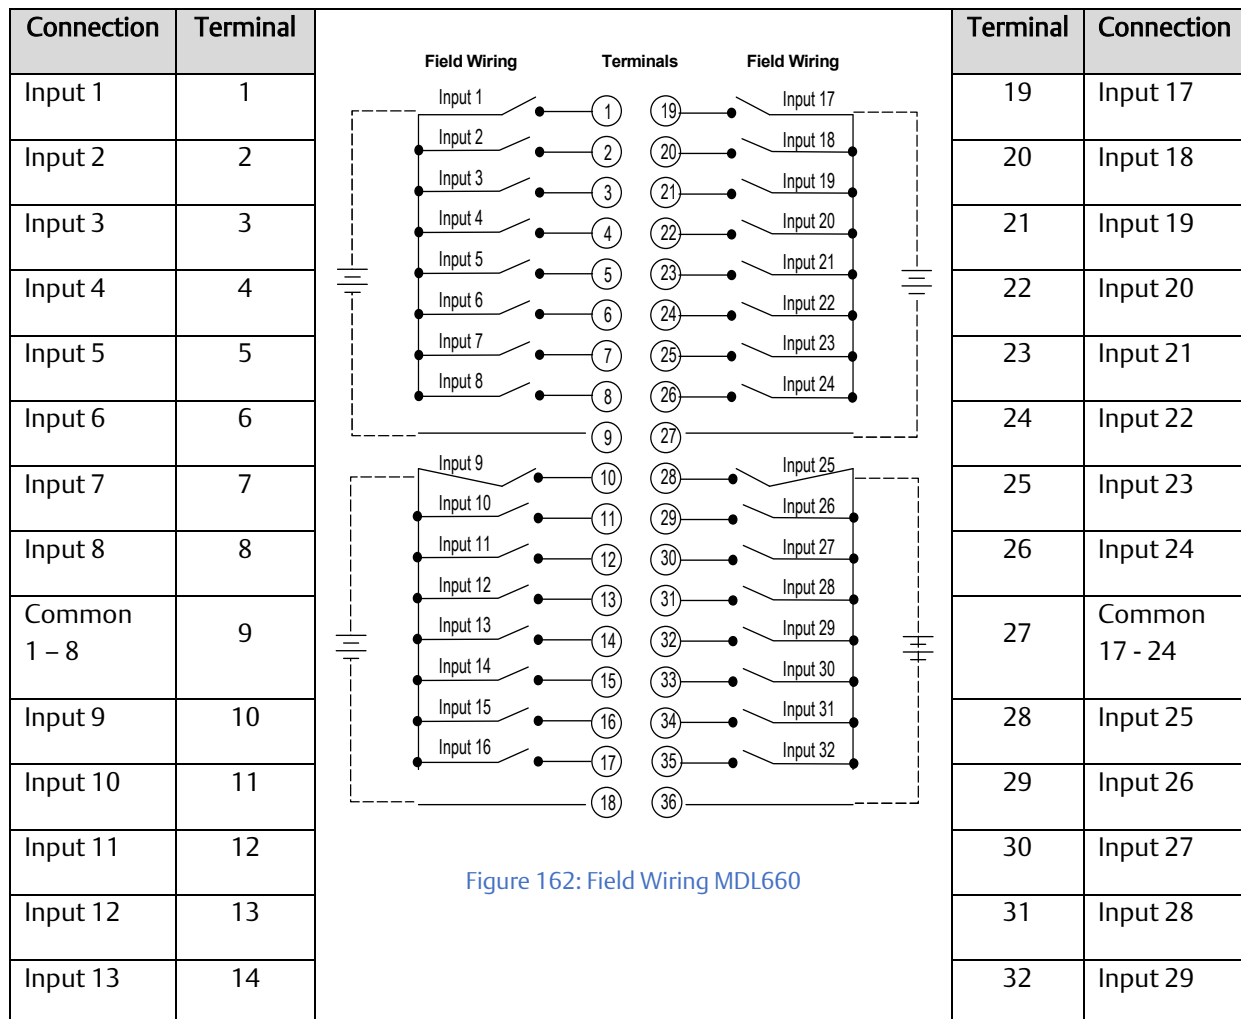 Connection Terminal
Input 1 1
Input 2 2
Input 3 3
Input 4 4
Input 5 5
Input 6 6
Input 7 7
Input 8 8
Common
1 – 8 9
Input 9 10
Input 10 11
Input 11 12
Input 12 13
Input 13 14
Field Wiring Terminals Field Wiring
Input 1 1 19 Input 17
Input 2 2 20 Input 18
Input 3 3 21 Input 19
Input 4 4 22 Input 20
Input 5 5 23 Input 21
Input 6 6 24 Input 22
Input 7 7 25 Input 23
Input 8 8 26 Input 24
9 27
Input 9 10 28 Input 25
Input 10 11 29 Input 26
Input 11 12 30 Input 27
Input 12 13 31 Input 28
Input 13 14 32 Input 29
Input 14 15 33 Input 30
Input 15 16 34 Input 31
Input 16 17 35 Input 32
18 36
Figure 162: Field Wiring MDL660
Terminal Connection
19 Input 17
20 Input 18
21 Input 19
22 Input 20
23 Input 21
24 Input 22
25 Input 23
26 Input 24
27 Common
17 - 24
28 Input 25
29 Input 26
30 Input 27
31 Input 28
32 Input 29